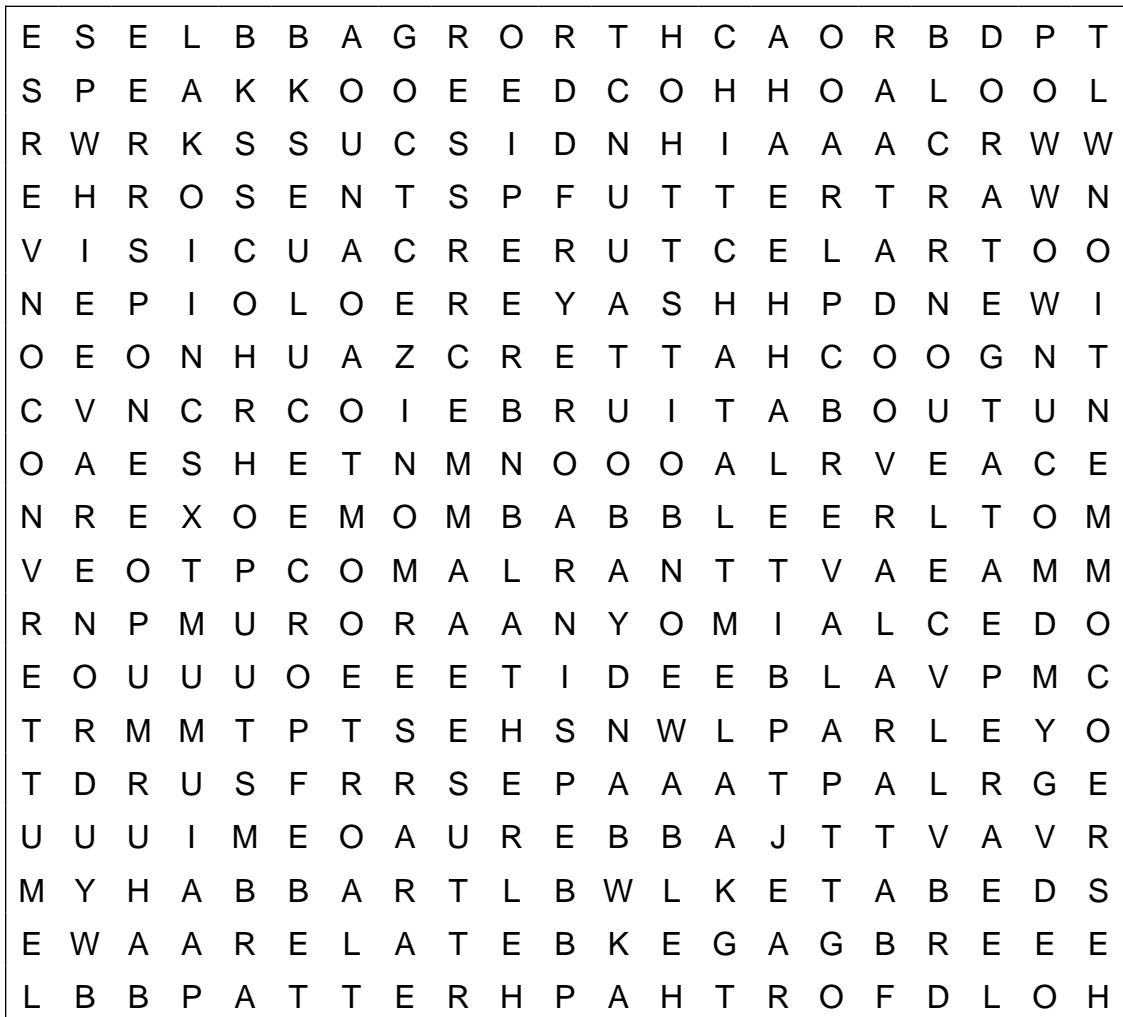 E S E L B B A G R O R T H C A O R B D P T
S P E A K K O O E E D C O H H O A L O O L
R W R K S S U C S I D N H I A A A C R W W
E H R O S E N T S P F U T T E R T R A W N
V I S I C U A C R E R U T C E L A R T O O
N E P I O L O E R E Y A S H H P D N E W I
O E O N H U A Z C R E T T A H C O O G N T
C V N C R C O I E B R U I T A B O U T U N
O A E S H E T N M N O O O A L R V E A C E
N R E X O E M O M B A B B L E E R L T O M
V E O T P C O M A L R A N T T V A E A M M
R N P M U R O R A A N Y O M I A L C E D O
E O U U U O E E E T I D E E B L A V P M C
T R M M T P T S E H S N W L P A R L E Y O
T D R U S F R R S E P A A A T P A L R G E
U U U I M E O A U R E B B A J T T V A V R
M Y H A B B A R T L B W L K E T A B E D S
E W A A R E L A T E B K E G A G B R E E E
L B B P A T T E R H P A H T R O F D L O H